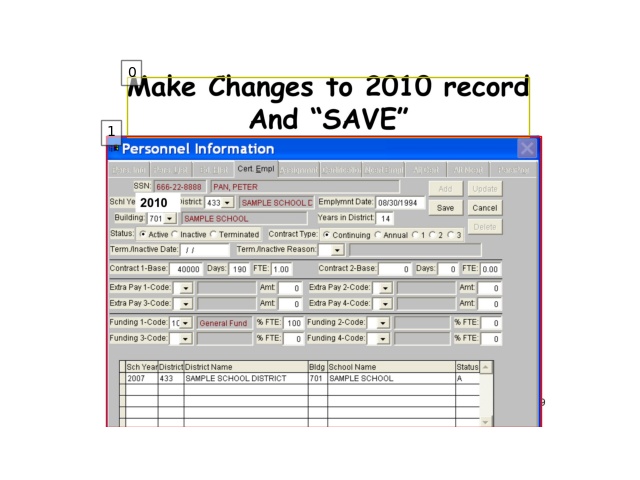 0
Make Changes to 2010 record
And “SAVE”
1
Personnel Information
Cert. Empl
SSN: 666-22-8888 PAN, PETER Add Update
Schl Ye 2010 istrict: 433 SAMPLE SCHOOL D Emplymnt Date: 08/30/1994 Save Cancel
Building: 701 SAMPLE SCHOOL Years in District: 14 Delete
Status: Active Inactive Terminated Contract Type: Continuing Annual 1 2 3
Term./Inactive Date: / / Term./Inactive Reason:
Contract 1-Base: 40000 Days: 190 FTE: 1.00 Contract 2-Base: 0 Days: 0 FTE: 0.00
Extra Pay 1-Code: Amt: 0 Extra Pay 2-Code: Amt: 0
Extra Pay 3-Code: Amt: 0 Extra Pay 4-Code: Amt: 0
Funding 1-Code: General Fund % FTE: 100 Funding 2-Code: % FTE: 0
Funding 3-Code: % FTE: 0 Funding 4-Code: % FTE: 0
Sch Year District District Name Bldg School Name Status
2007 433 SAMPLE SCHOOL DISTRICT 701 SAMPLE SCHOOL A
9